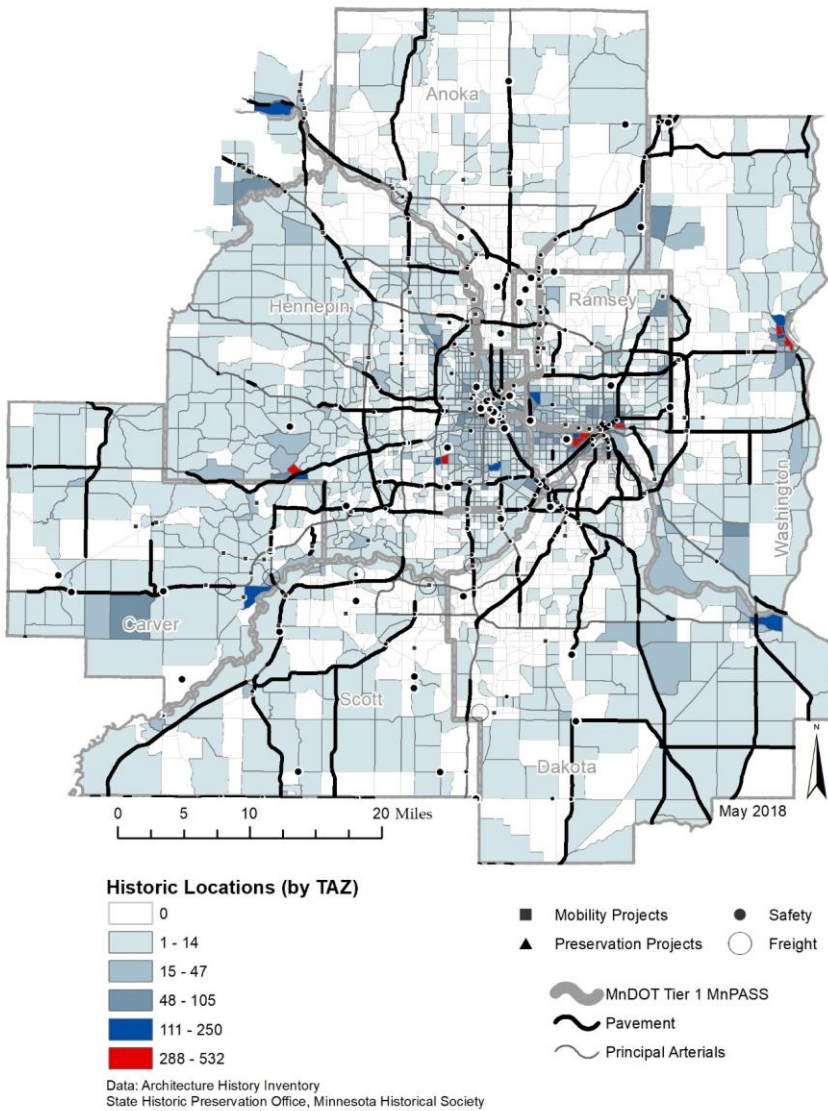 Anoka
Hennepin
Ramsey
Washington
Carver
Scott
Dakota
N
May 2018
0 5 10 20 Miles
Historic Locations (by TAZ)
0
1 - 14
15 - 47
48 - 105
111 - 250
288 - 532
Mobility Projects
Safety
Preservation Projects
Freight
MnDOT Tier 1 MnPASS
Pavement
Principal Arterials
Data: Architecture History Inventory
State Historic Preservation Office, Minnesota Historical Society